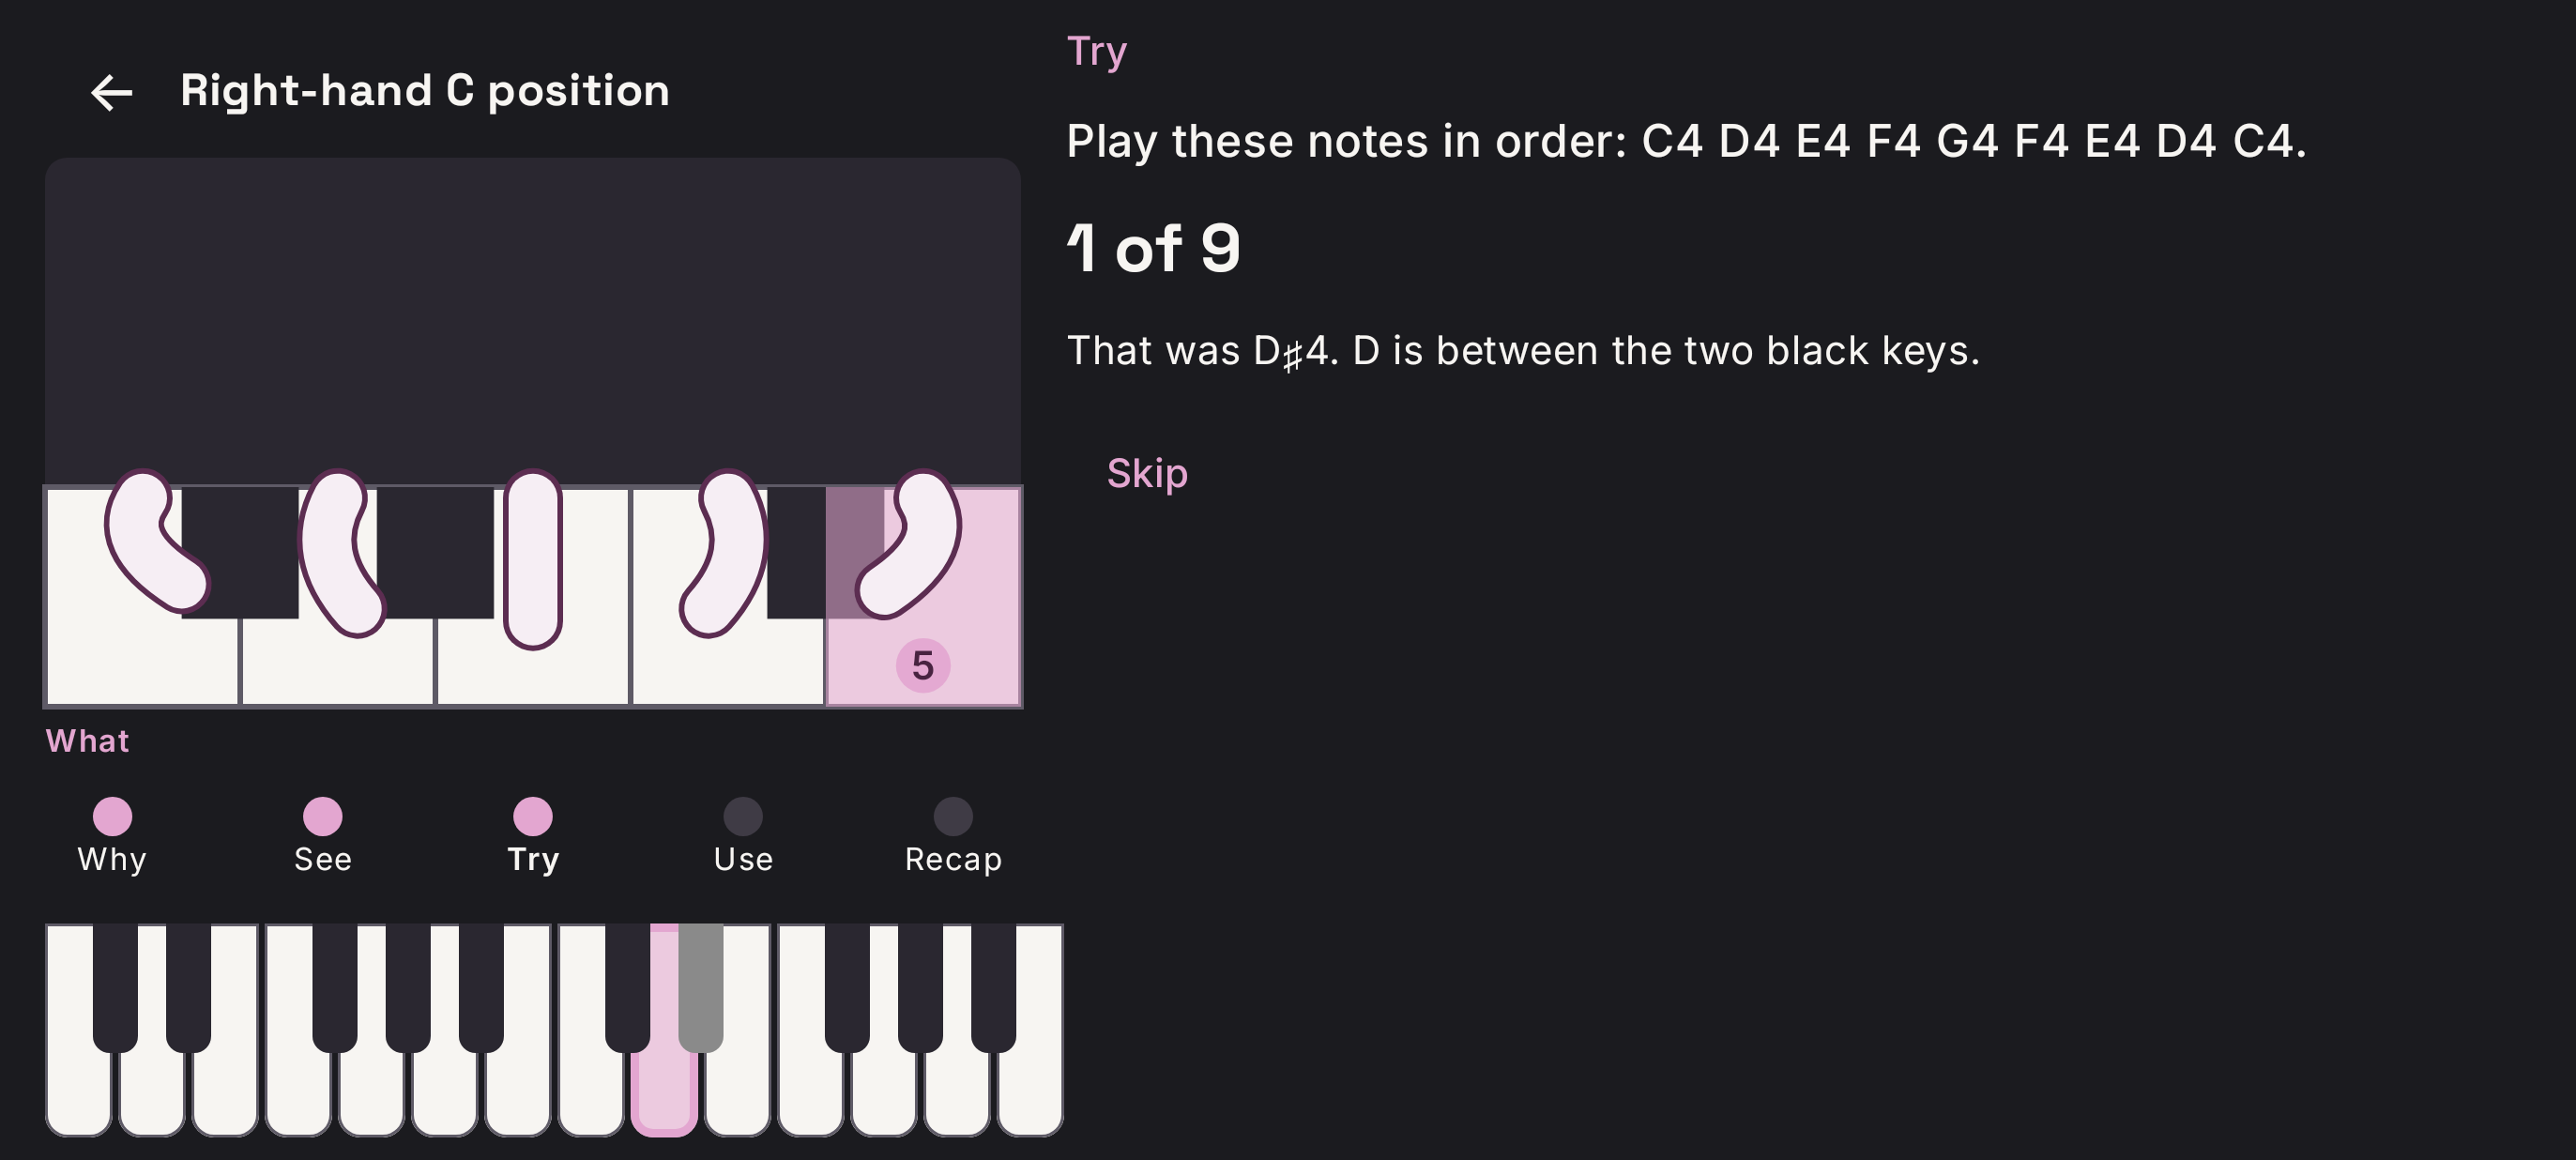 Right-hand C position
5
What
Why
See
Try
Use
Recap
Try
Play these notes in order: C4 D4 E4 F4 G4 F4 E4 D4 C4.
1 of 9
That was D♯4. D is between the two black keys.
Skip